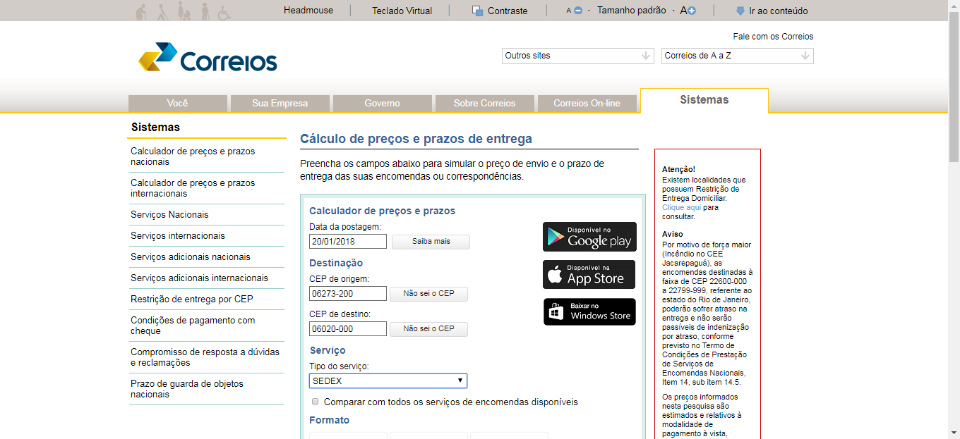 Headmouse
Teclado Virtual
Contraste
A - Tamanho padrão - A
Ir ao conteúdo
Fale com os Correios
Correios
Outros sites
Correios de A a Z
Você
Sua Empresa
Governo
Sobre Correios
Correios On-line
Sistemas
Sistemas
Calculador de preços e prazos
nacionais
Calculador de preços e prazos
internacionais
Serviços Nacionais
Serviços internacionais
Serviços adicionais nacionais
Serviços adicionais internacionais
Restrição de entrega por CEP
Condições de pagamento com
cheque
Compromisso de resposta a dúvidas
e reclamações
Prazo de guarda de objetos
nacionais
Cálculo de preços e prazos de entrega
Preencha os campos abaixo para simular o preço de envio e o prazo de
entrega das suas encomendas ou correspondências.
Calculador de preços e prazos
Data da postagem:
20/01/2018
Saiba mais
Destinação
CEP de origem:
06273-200
Não sei o CEP
CEP de destino:
06020-000
Não sei o CEP
Serviço
Tipo do serviço:
SEDEX
Comparar com todos os serviços de encomendas disponíveis
Formato
Disponível no
Google play
Disponível na
App Store
Baixar no
Windows Store
Atenção!
Existem localidades que
possuem Restrição de
Entrega Domiciliar.
Clique aqui para
consultar.
Aviso
Por motivo de força maior
(Incêndio no CEE
Jacarepaguá), as
encomendas destinadas à
faixa de CEP 22600-000
a 22799-999, referente ao
estado do Rio de Janeiro,
poderão sofrer atraso na
entrega e não serão
passíveis de indenização
por atraso, conforme
previsto no Termo de
Condições de Prestação
de Serviços de
Encomendas Nacionais,
Item 14, sub item 14.5.
Os preços informados
nesta pesquisa são
estimados e relativos à
modalidade de
pagamento à vista,